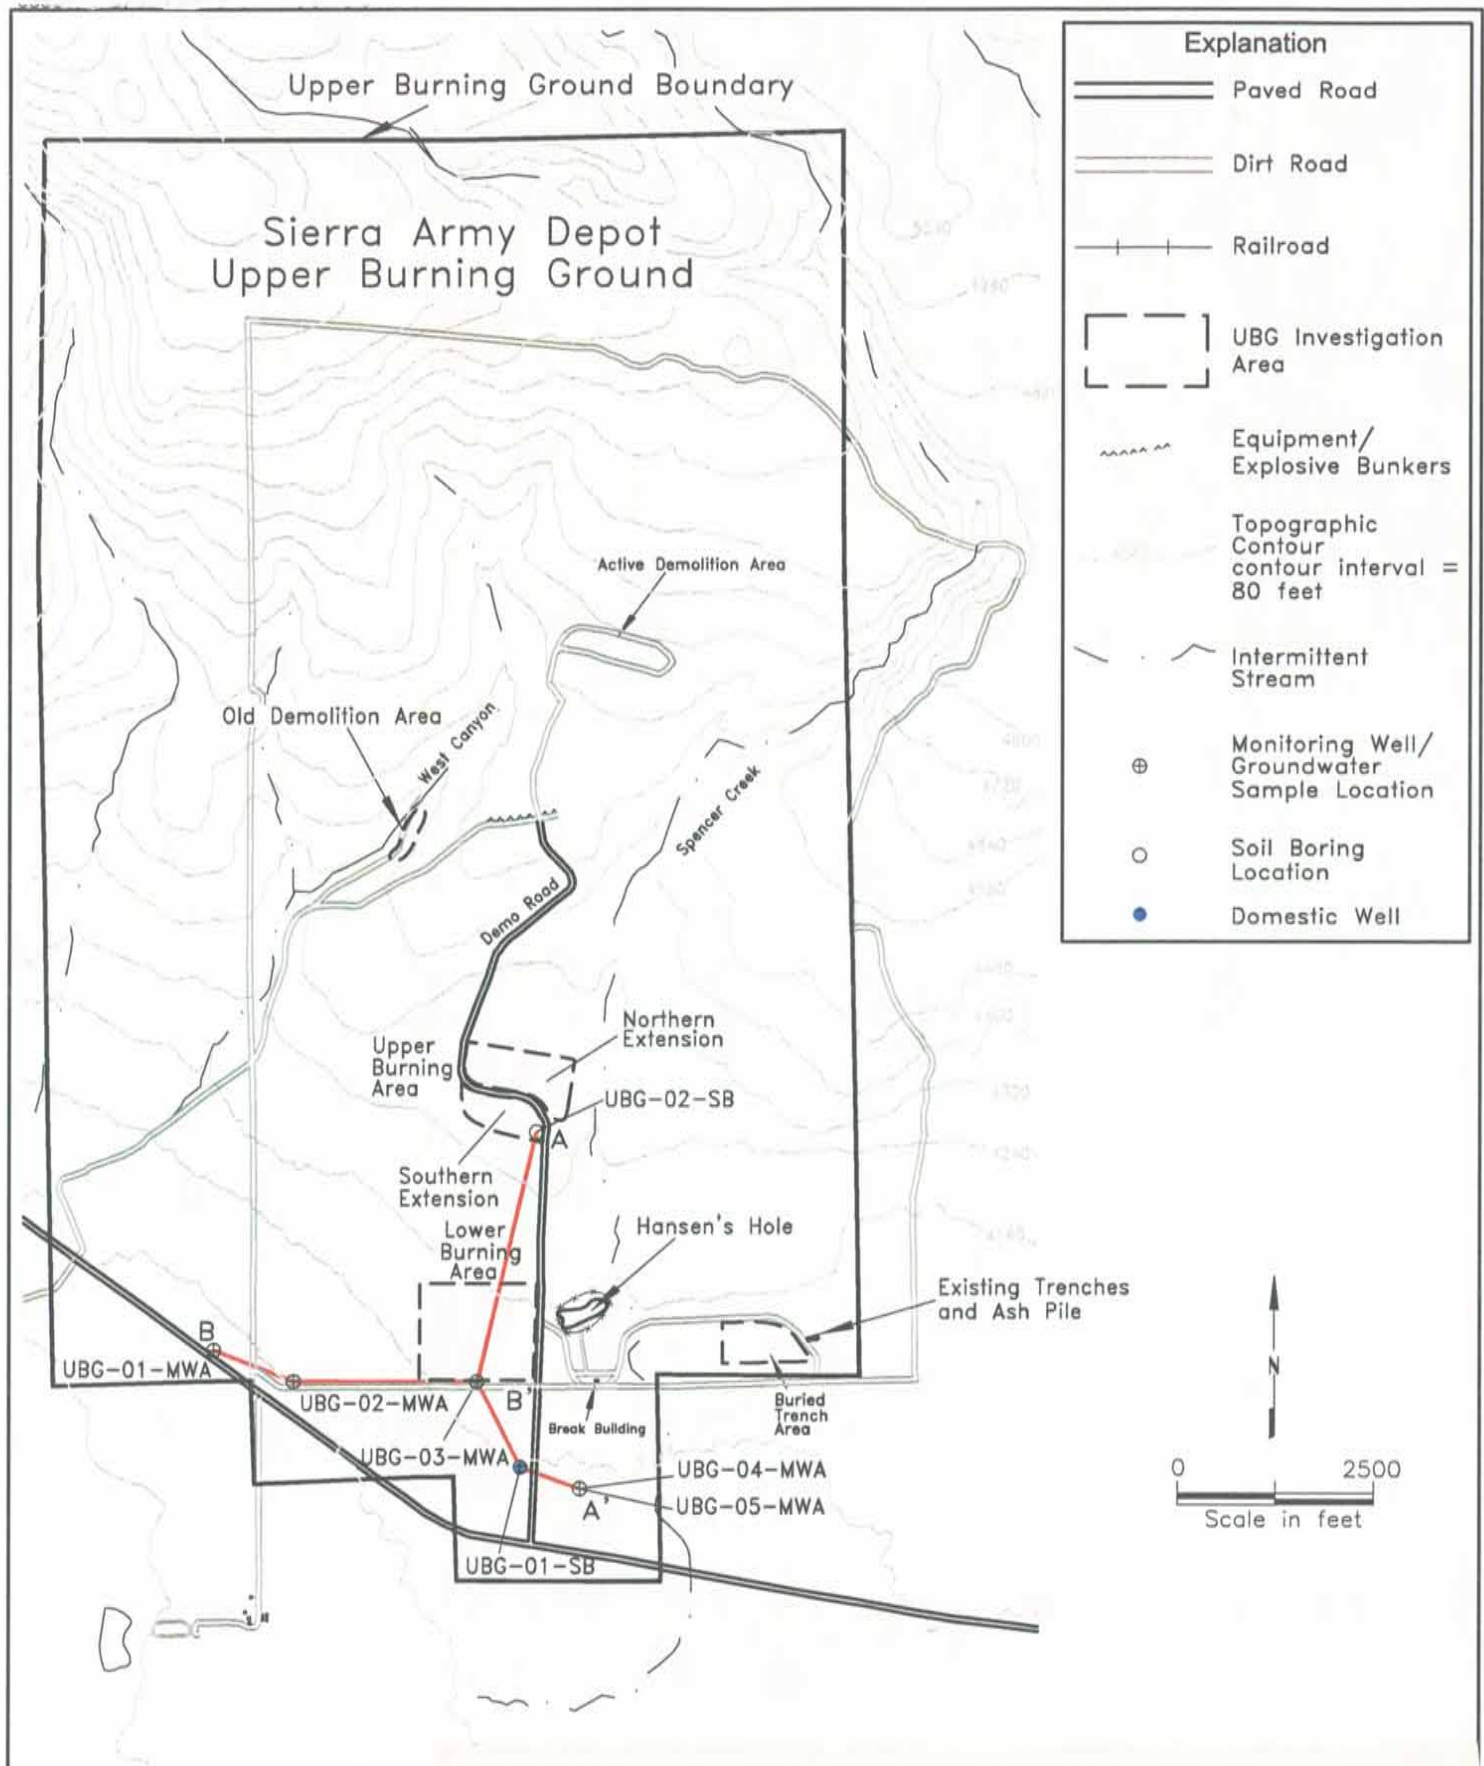 Upper Burning Ground Boundary
Sierra Army Depot
Upper Burning Ground
5240
Active Demolition Area
Old Demolition Area
West Canyon
Spencer Creek
Demo Road
Northern
Extension
Upper
Burning
Area
UBG-02-SB
A
Southern
Extension
Lower
Burning
Area
Hansen's Hole
Existing Trenches
and Ash Pile
B
UBG-01-MWA
UBG-02-MWA
B'
Break Building
Buried
Trench
Area
UBG-03-MWA
UBG-04-MWA
A'
UBG-05-MWA
UBG-01-SB
Explanation
Paved Road
Dirt Road
Railroad
UBG Investigation
Area
Equipment/
Explosive Bunkers
Topographic
Contour
contour interval =
80 feet
Intermittent
Stream
Monitoring Well/
Groundwater
Sample Location
Soil Boring
Location
Domestic Well
N
0 2500
Scale in feet